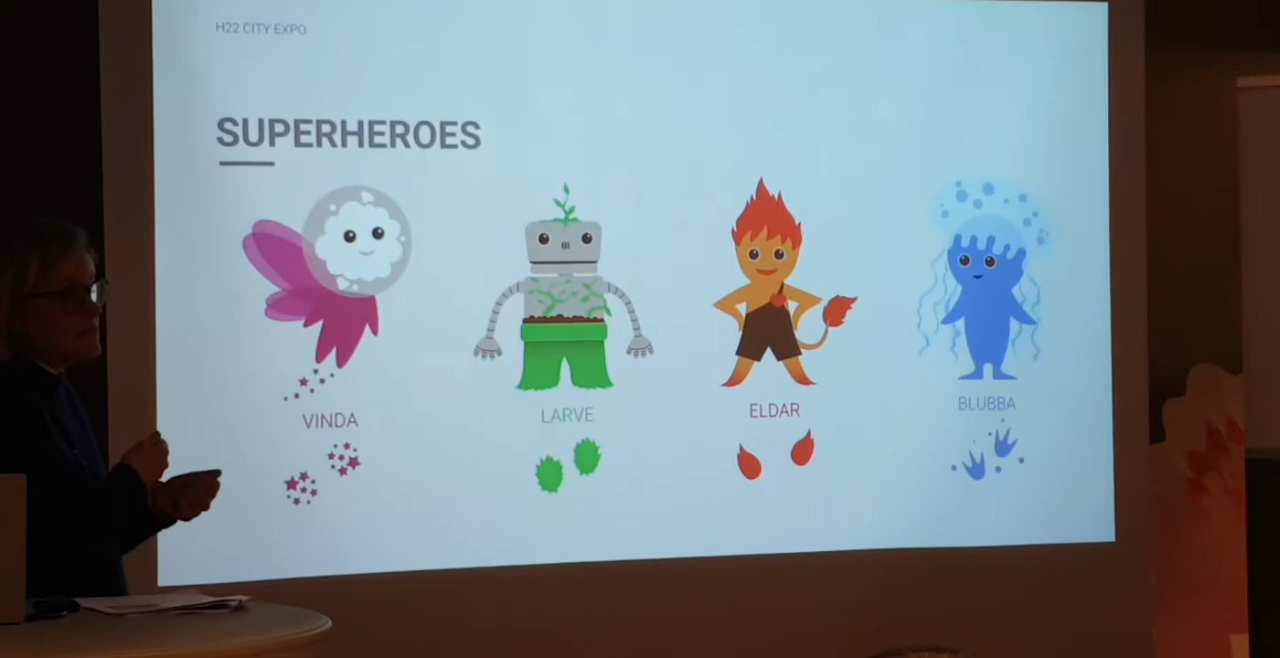 H22 CITY EXPO
SUPERHEROES
VINDA
LARVE
ELDAR
BLUBBA